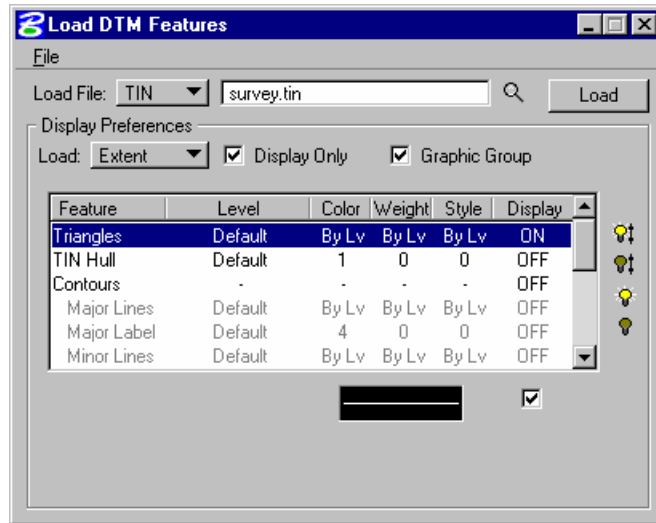 Load DTM Features
File
Load File: TIN survey.tin Load
Display Preferences
Load: Extent Display Only Graphic Group
Feature Level Color Weight Style Display
Triangles Default By Lv By Lv By Lv ON
TIN Hull Default 1 0 0 OFF
Contours - - - - OFF
Major Lines Default By Lv By Lv By Lv OFF
Major Label Default 4 0 0 OFF
Minor Lines Default By Lv By Lv By Lv OFF